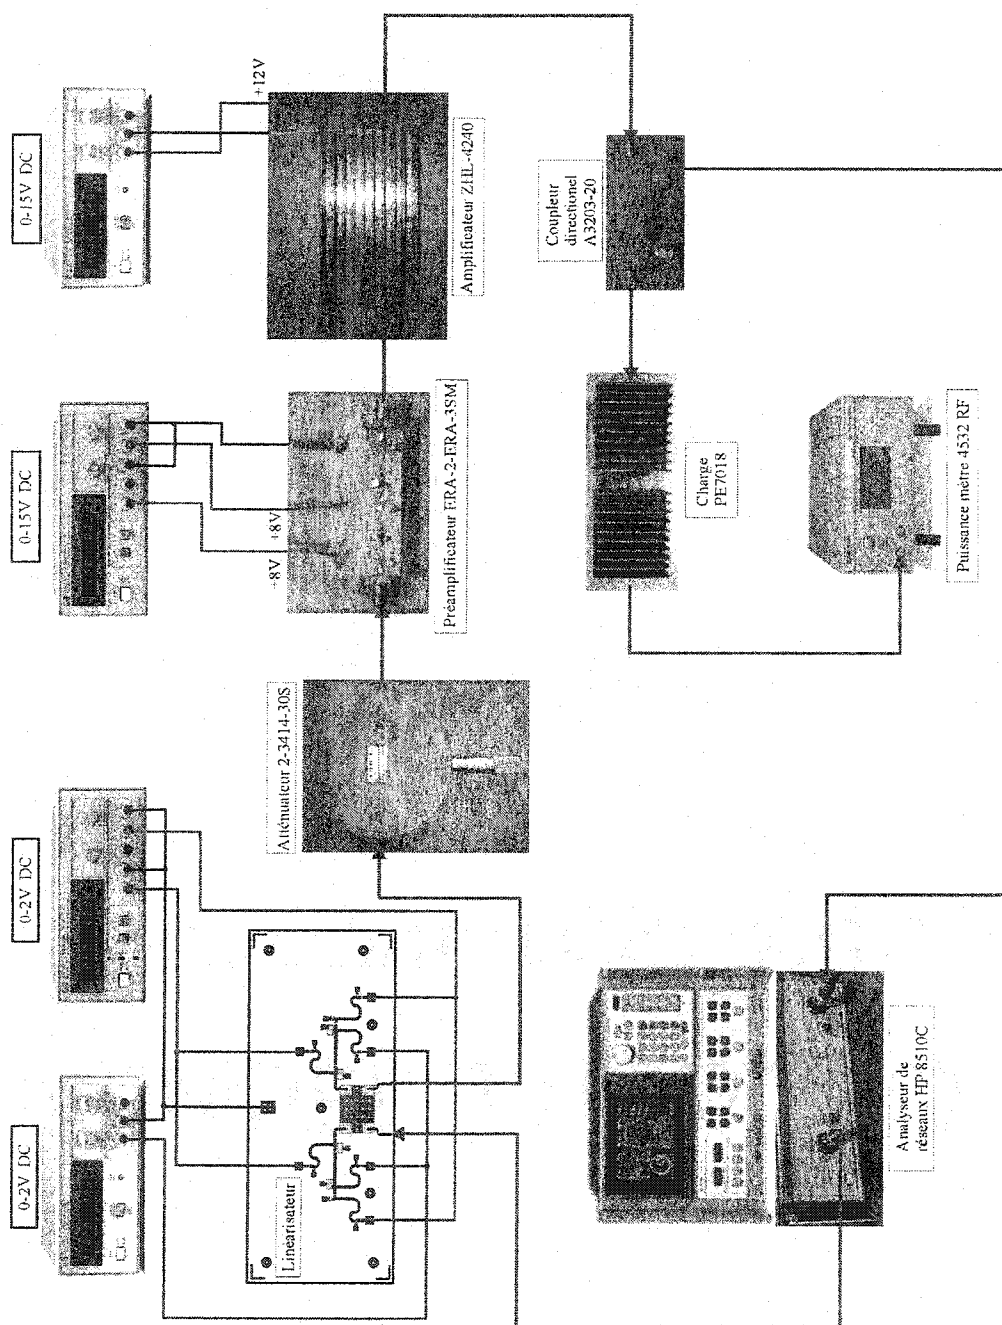 0-2V DC
0-2V DC
0-15V DC
0-15V DC
Linéarisateur
Atténuateur 2-3414-30S
+8V
+8V
Préamplificateur ERA-2-ERA-3SM
+12V
Amplificateur ZHL-4240
Coupleur
directionel
A3203-20
Charge
PE7018
Puissance mètre 4532 RF
Analyseur de
réseaux HP 8510C